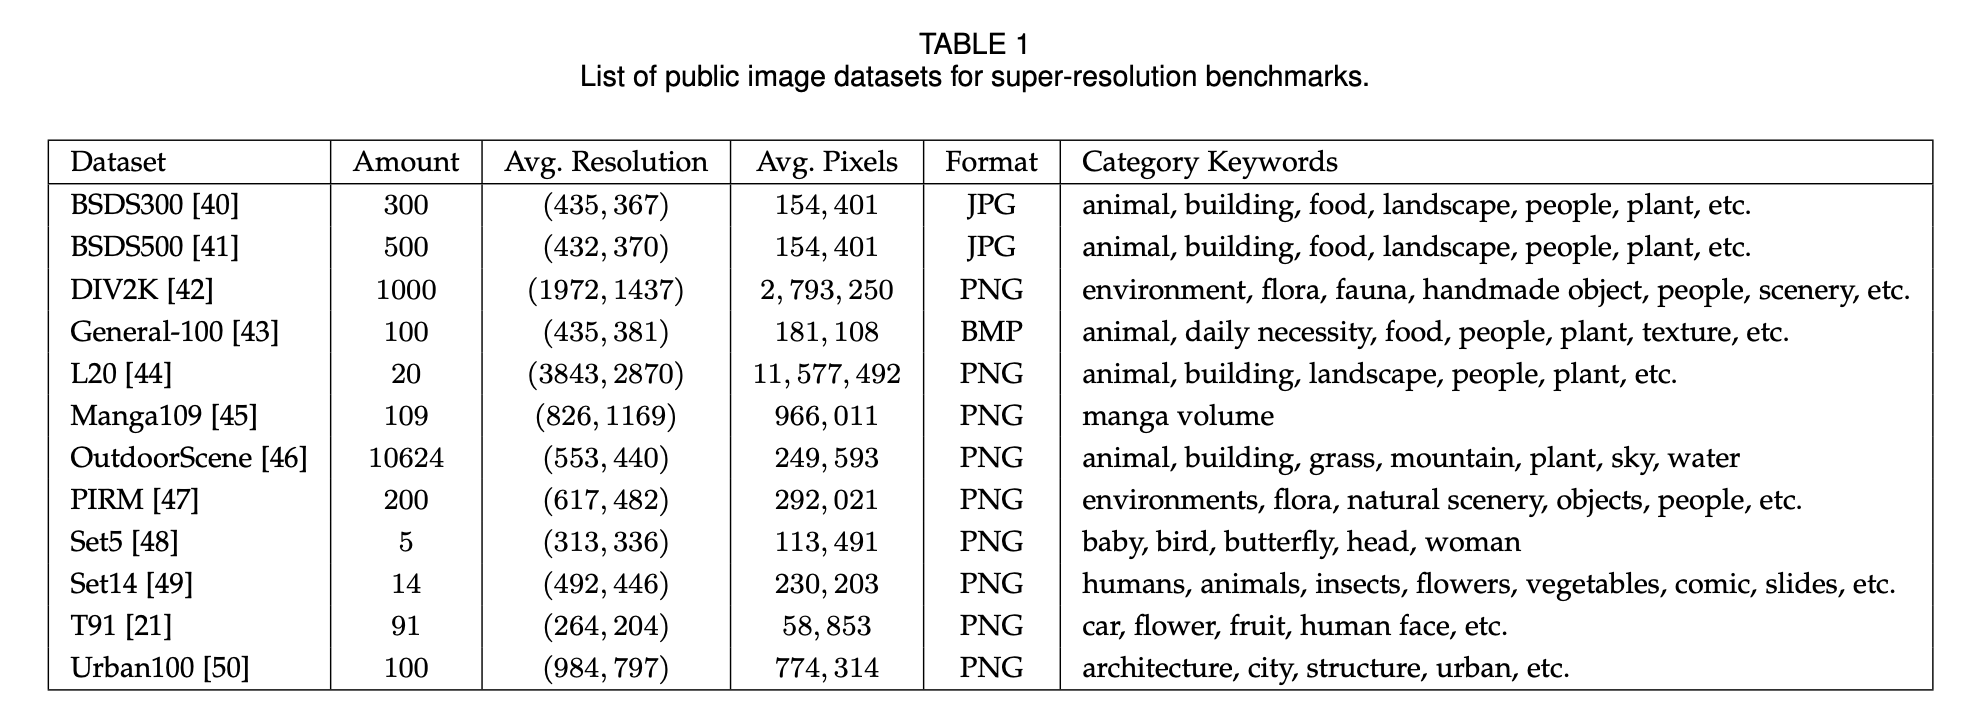 TABLE 1
List of public image datasets for super-resolution benchmarks.
Dataset Amount Avg. Resolution Avg. Pixels Format Category Keywords
BSDS300 [40] 300 (435, 367) 154, 401 JPG animal, building, food, landscape, people, plant, etc.
BSDS500 [41] 500 (432, 370) 154, 401 JPG animal, building, food, landscape, people, plant, etc.
DIV2K [42] 1000 (1972, 1437) 2, 793, 250 PNG environment, flora, fauna, handmade object, people, scenery, etc.
General-100 [43] 100 (435, 381) 181, 108 BMP animal, daily necessity, food, people, plant, texture, etc.
L20 [44] 20 (3843, 2870) 11, 577, 492 PNG animal, building, landscape, people, plant, etc.
Manga109 [45] 109 (826, 1169) 966, 011 PNG manga volume
OutdoorScene [46] 10624 (553, 440) 249, 593 PNG animal, building, grass, mountain, plant, sky, water
PIRM [47] 200 (617, 482) 292, 021 PNG environments, flora, natural scenery, objects, people, etc.
Set5 [48] 5 (313, 336) 113, 491 PNG baby, bird, butterfly, head, woman
Set14 [49] 14 (492, 446) 230, 203 PNG humans, animals, insects, flowers, vegetables, comic, slides, etc.
T91 [21] 91 (264, 204) 58, 853 PNG car, flower, fruit, human face, etc.
Urban100 [50] 100 (984, 797) 774, 314 PNG architecture, city, structure, urban, etc.